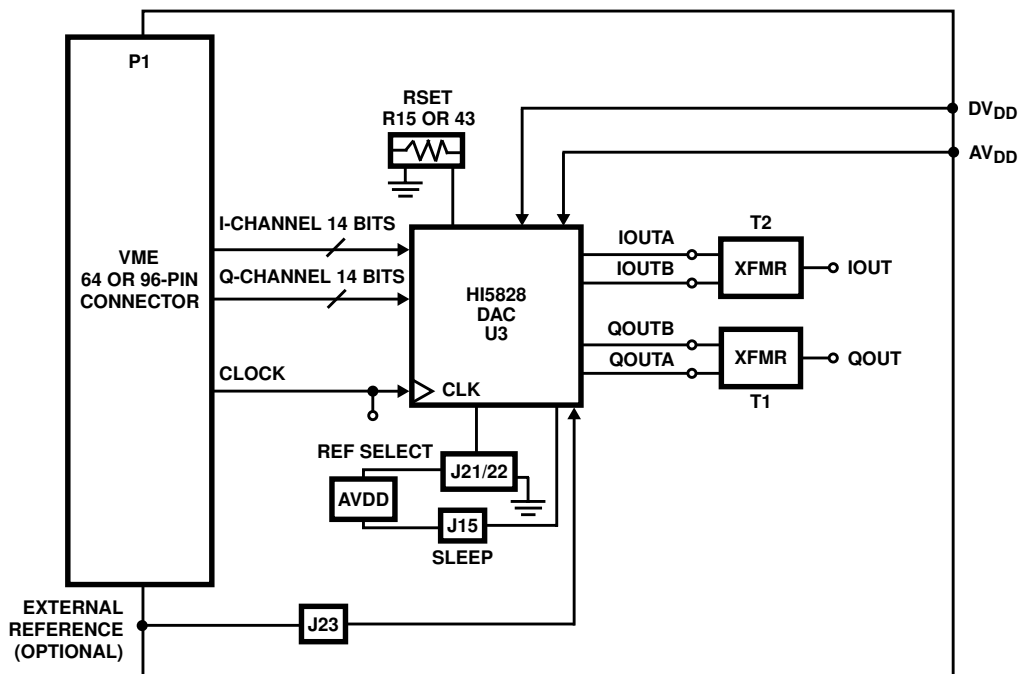 P1
RSET
R15 OR 43
DVDD
AVDD
I-CHANNEL 14 BITS
VME
64 OR 96-PIN
CONNECTOR
Q-CHANNEL 14 BITS
HI5828
DAC
U3
IOUTA
IOUTB
T2
XFMR
IOUT
QOUTB
QOUTA
XFMR
QOUT
T1
CLOCK
CLK
REF SELECT
J21/22
AVDD
J15
SLEEP
EXTERNAL
REFERENCE
(OPTIONAL)
J23